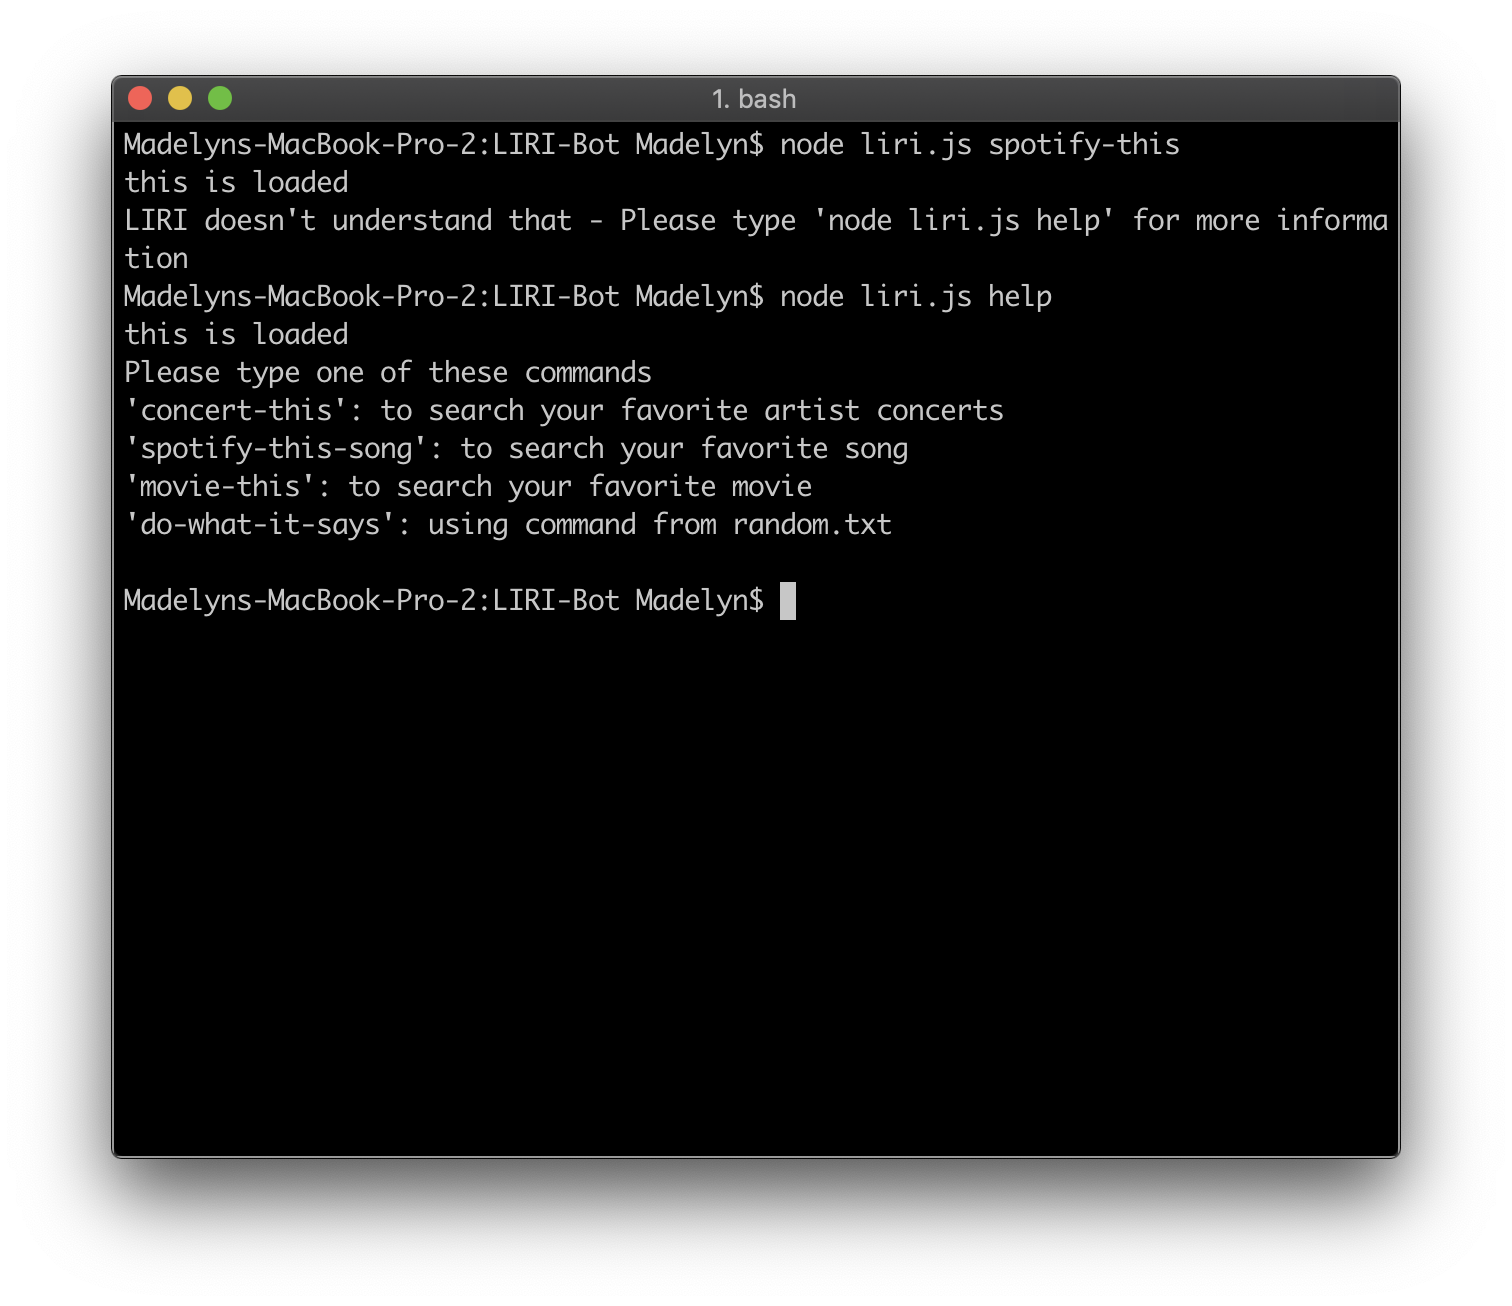 1. bash
Madelyns-MacBook-Pro-2:LIRI-Bot Madelyn$ node liri.js spotify-this
this is loaded
LIRI doesn't understand that - Please type 'node liri.js help' for more informa
tion
Madelyns-MacBook-Pro-2:LIRI-Bot Madelyn$ node liri.js help
this is loaded
Please type one of these commands
'concert-this': to search your favorite artist concerts
'spotify-this-song': to search your favorite song
'movie-this': to search your favorite movie
'do-what-it-says': using command from random.txt
Madelyns-MacBook-Pro-2:LIRI-Bot Madelyn$